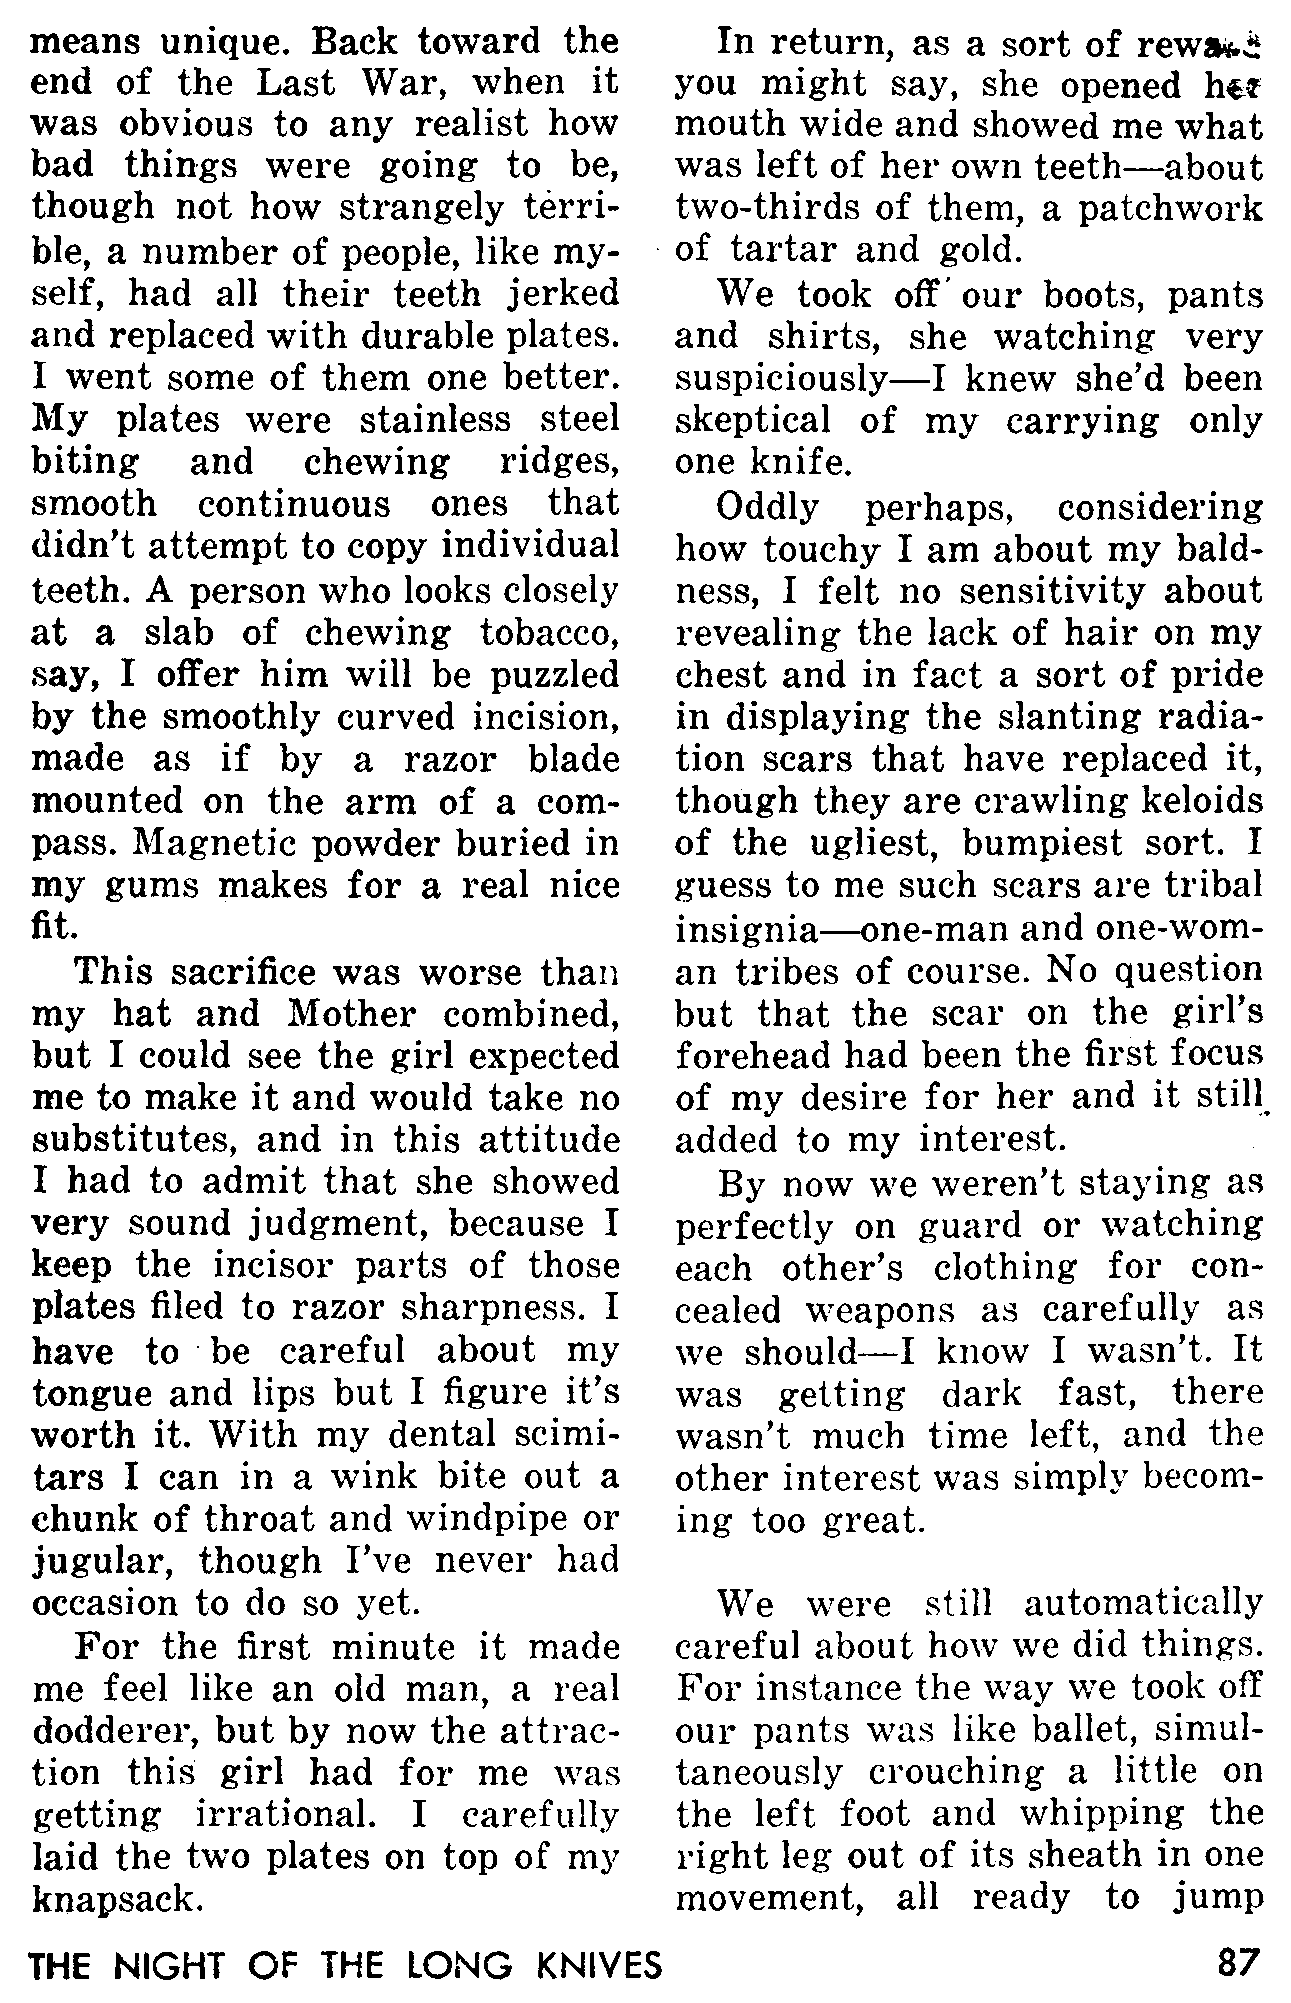 means unique. Back toward the
end of the Last War, when it
was obvious to any realist how
bad things were going to be,
though not how strangely terri-
ble, a number of people, like my-
self, had all their teeth jerked
and replaced with durable plates.
I went some of them one better.
My plates were stainless steel
biting and chewing ridges,
smooth continuous ones that
didn't attempt to copy individual
teeth. A person who looks closely
at a slab of chewing tobacco,
say, I offer him will be puzzled
by the smoothly curved incision,
made as if by a razor blade
mounted on the arm of a com-
pass. Magnetic powder buried in
my gums makes for a real nice
fit.
This sacrifice was worse than
my hat and Mother combined,
but I could see the girl expected
me to make it and would take no
substitutes, and in this attitude
I had to admit that she showed
very sound judgment, because I
keep the incisor parts of those
plates filed to razor sharpness. I
have to be careful about my
tongue and lips but I figure it's
worth it. With my dental scimi-
tars I can in a wink bite out a
chunk of throat and windpipe or
jugular, though I've never had
occasion to do so yet.
For the first minute it made
me feel like an old man, a real
dodderer, but by now the attrac-
tion this girl had for me was
getting irrational. I carefully
laid the two plates on top of my
knapsack.
In return, as a sort of reward
you might say, she opened her
mouth wide and showed me what
was left of her own teeth—about
two-thirds of them, a patchwork
of tartar and gold.
We took off our boots, pants
and shirts, she watching very
suspiciously—I knew she'd been
skeptical of my carrying only
one knife.
Oddly perhaps, considering
how touchy I am about my bald-
ness, I felt no sensitivity about
revealing the lack of hair on my
chest and in fact a sort of pride
in displaying the slanting radia-
tion scars that have replaced it,
though they are crawling keloids
of the ugliest, bumpiest sort. I
guess to me such scars are tribal
insignia—one-man and one-wom-
an tribes of course. No question
but that the scar on the girl's
forehead had been the first focus
of my desire for her and it still
added to my interest.
By now we weren't staying as
perfectly on guard or watching
each other's clothing for con-
cealed weapons as carefully as
we should—I know I wasn't. It
was getting dark fast, there
wasn't much time left, and the
other interest was simply becom-
ing too great.
We were still automatically
careful about how we did things.
For instance the way we took off
our pants was like ballet, simul-
taneously crouching a little on
the left foot and whipping the
right leg out of its sheath in one
movement, all ready to jump
THE NIGHT OF THE LONG KNIVES 87